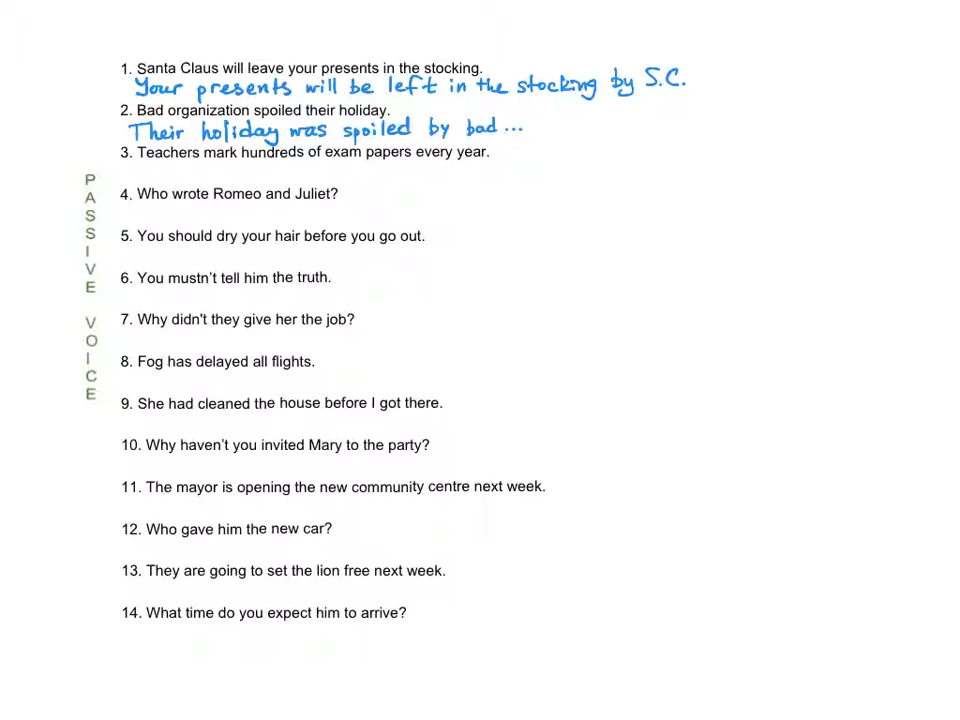 1. Santa Claus will leave your presents in the stocking.
Your presents will be left in the stocking by S.C.
2. Bad organization spoiled their holiday.
Their holiday was spoiled by bad ...
3. Teachers mark hundreds of exam papers every year.
4. Who wrote Romeo and Juliet?
5. You should dry your hair before you go out.
6. You mustn't tell him the truth.
7. Why didn't they give her the job?
8. Fog has delayed all flights.
9. She had cleaned the house before I got there.
10. Why haven't you invited Mary to the party?
11. The mayor is opening the new community centre next week.
12. Who gave him the new car?
13. They are going to set the lion free next week.
14. What time do you expect him to arrive?
PASSIVE VOICE